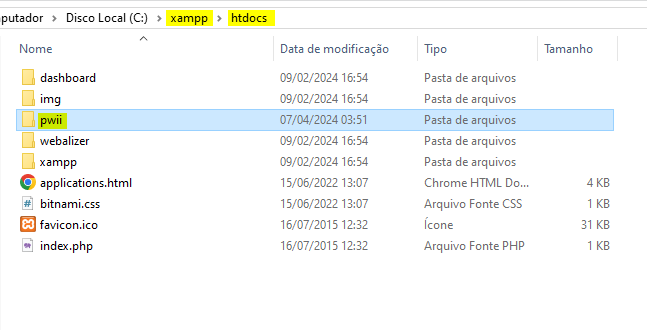 mputador > Disco Local (C:) > xampp > htdocs
Nome Data de modificação Tipo Tamanho
dashboard 09/02/2024 16:54 Pasta de arquivos
img 09/02/2024 16:54 Pasta de arquivos
pwii 07/04/2024 03:51 Pasta de arquivos
webalizer 09/02/2024 16:54 Pasta de arquivos
xampp 09/02/2024 16:54 Pasta de arquivos
applications.html 15/06/2022 13:07 Chrome HTML Do... 4 KB
bitnami.css 15/06/2022 13:07 Arquivo Fonte CSS 1 KB
favicon.ico 16/07/2015 12:32 Ícone 31 KB
index.php 16/07/2015 12:32 Arquivo Fonte PHP 1 KB